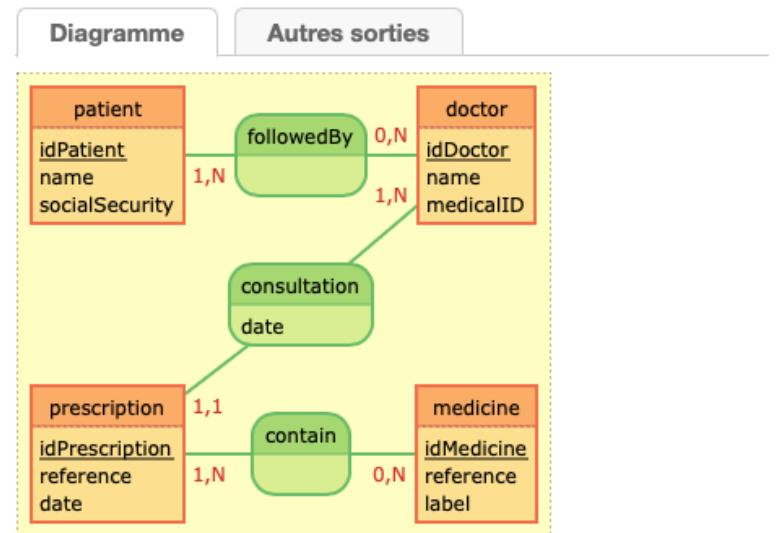 Diagramme
Autres sorties
patient
idPatient
name
socialSecurity
1,N
followedBy
0,N
doctor
idDoctor
name
medicalID
1,N
consultation
date
prescription
idPrescription
reference
date
1,1
1,N
contain
0,N
medicine
idMedicine
reference
label